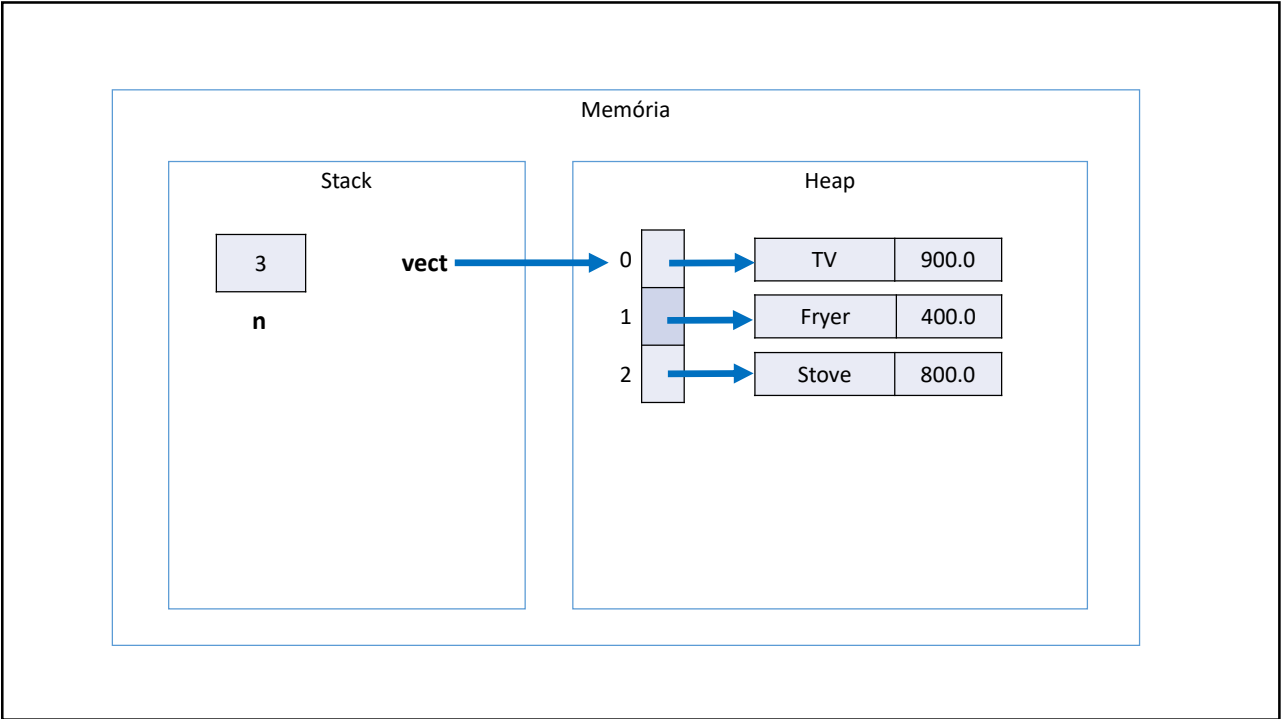 Memória
Stack
Heap
3
n
vect
0
TV 900.0
1
Fryer 400.0
2
Stove 800.0